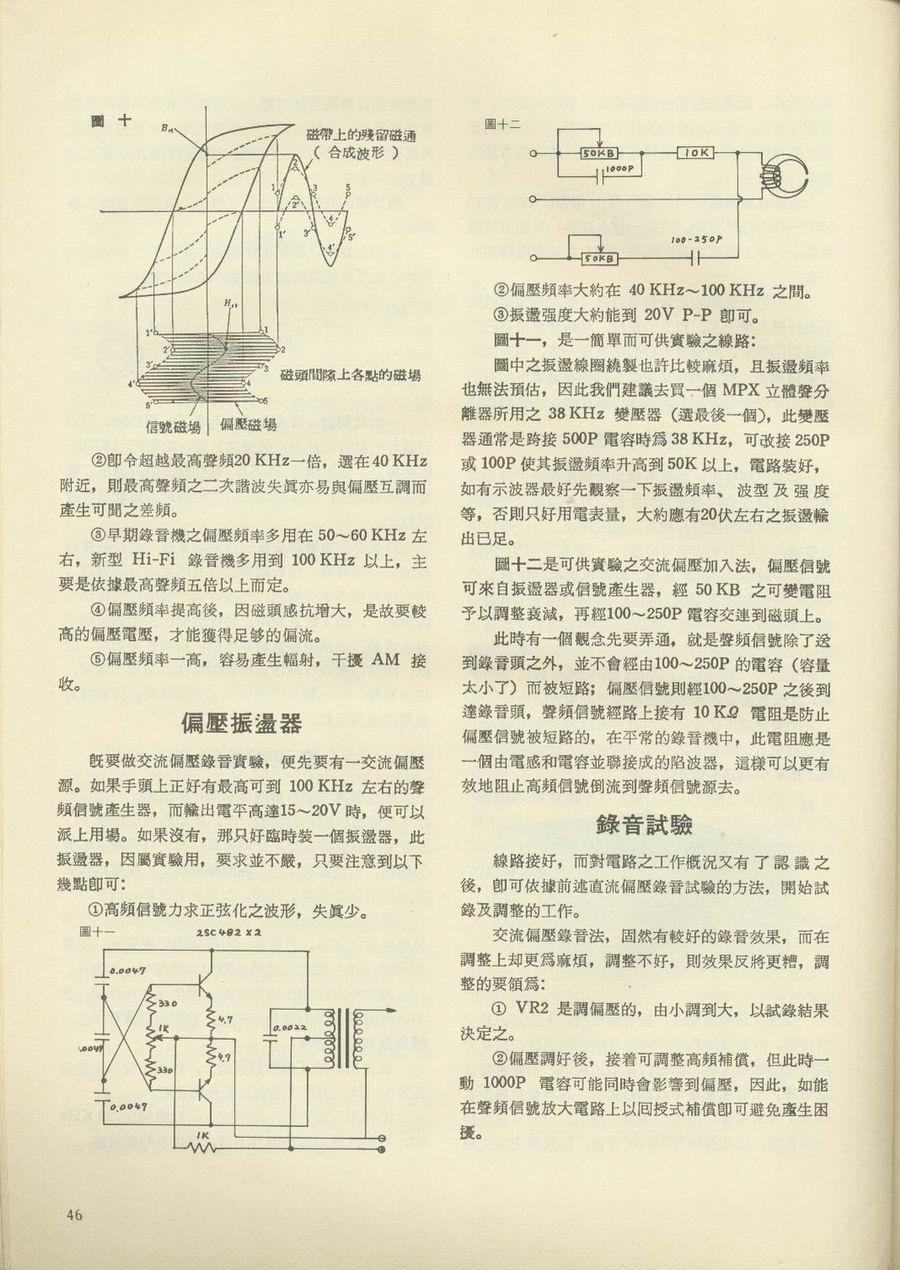 圖十
磁帶上的殘留磁通
（合成波形）
磁頭間隙上各點的磁場
信號磁場
偏壓磁場
②卽令超越最高聲頻20 KHz一倍，選在40 KHz
附近，則最高聲頻之二次諧波失眞亦易與偏壓互調而
產生可聞之差頻。
③早期錄音機之偏壓頻率多用在 50～60 KHz 左
右，新型 Hi-Fi 錄音機多用到 100 KHz 以上，主
要是依據最高聲頻五倍以上而定。
④偏壓頻率提高後，因磁頭感抗增大，是故要較
高的偏壓電壓，才能獲得足够的偏流。
⑤偏壓頻率一高，容易產生輻射，干擾 AM 接
收。
偏壓振盪器
旣要做交流偏壓錄音實驗，便先要有一交流偏壓
源。如果手頭上正好有最高可到 100 KHz 左右的聲
頻信號產生器，而輸出電平高達15～20V 時，便可以
派上用場。如果沒有，那只好臨時裝一個振盪器，此
振盪器，因屬實驗用，要求並不嚴，只要注意到以下
幾點卽可：
①高頻信號力求正弦化之波形，失眞少。
圖十一
2SC482 X2
0.0047
330
4.7
1K
0.0022
.0047
4.7
330
0.0047
1K
圖十二
50KB
1000P
10K
100-250P
50KB
②偏壓頻率大約在 40 KHz～100 KHz 之間。
③振盪强度大約能到 20V P-P 卽可。
圖十一，是一簡單而可供實驗之線路：
圖中之振盪線圈繞製也許比較麻煩，且振盪頻率
也無法預估，因此我們建議去買一個 MPX 立體聲分
離器所用之 38 KHz 變壓器（選最後一個），此變壓
器通常是跨接 500P 電容時爲 38 KHz，可改接 250P
或 100P 使其振盪頻率升高到 50K 以上，電路裝好，
如有示波器最好先觀察一下振盪頻率、波型及强度
等，否則只好用電表量，大約應有20伏左右之振盪輸
出已足。
圖十二是可供實驗之交流偏壓加入法，偏壓信號
可來自振盪器或信號產生器，經 50 KB 之可變電阻
予以調整衰減，再經100～250P 電容交連到磁頭上。
此時有一個觀念先要弄通，就是聲頻信號除了送
到錄音頭之外，並不會經由100～250P 的電容（容量
太小了）而被短路；偏壓信號則經100～250P 之後到
達錄音頭，聲頻信號經路上接有 10 KΩ 電阻是防止
偏壓信號被短路的，在平常的錄音機中，此電阻應是
一個由電感和電容並聯接成的陷波器，這樣可以更有
效地阻止高頻信號倒流到聲頻信號源去。
錄音試驗
線路接好，而對電路之工作槪況又有了認識之
後，卽可依據前述直流偏壓錄音試驗的方法，開始試
錄及調整的工作。
交流偏壓錄音法，固然有較好的錄音效果，而在
調整上却更爲麻煩，調整不好，則效果反將更糟，調
整的要領爲：
① VR2 是調偏壓的，由小調到大，以試錄結果
決定之。
②偏壓調好後，接着可調整高頻補償，但此時一
動 1000P 電容可能同時會影響到偏壓，因此，如能
在聲頻信號放大電路上以囘授式補償卽可避免產生困
擾。
46